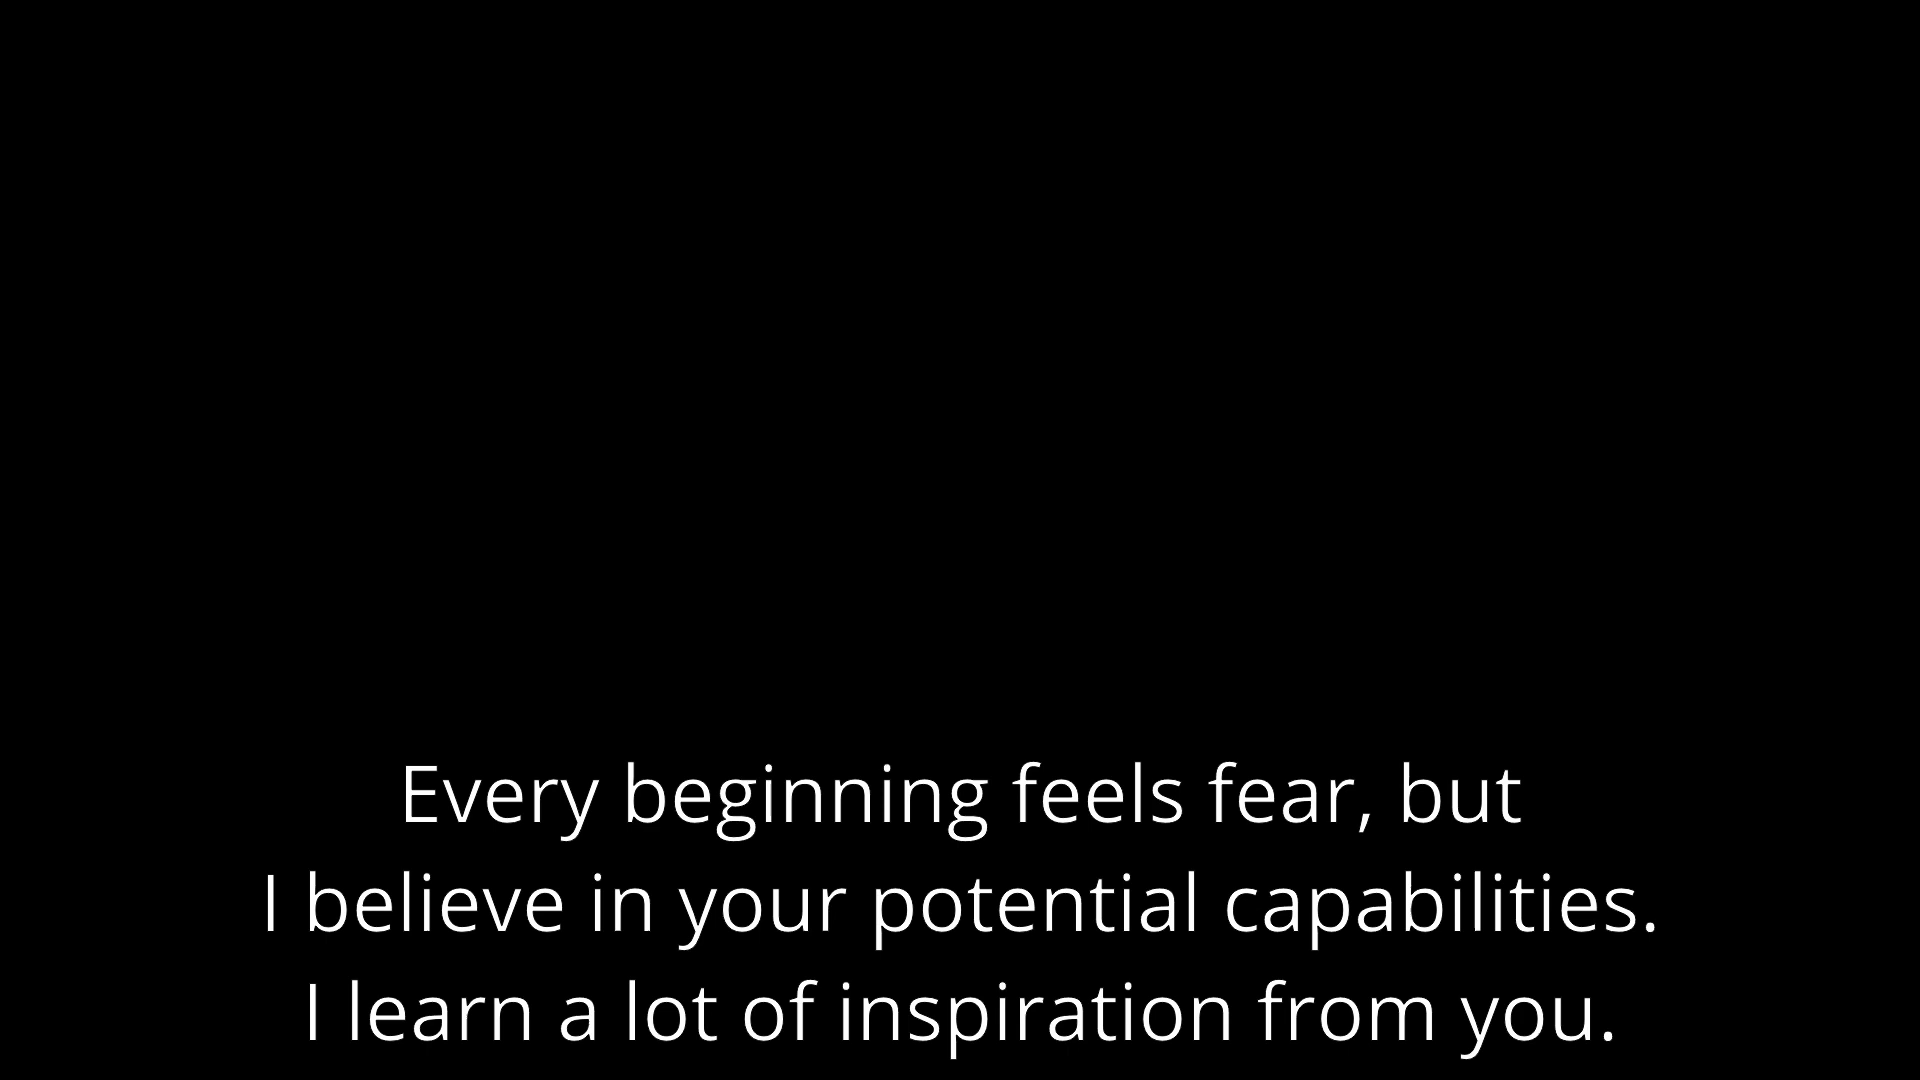 Every beginning feels fear, but
I believe in your potential capabilities.
I learn a lot of inspiration from you.